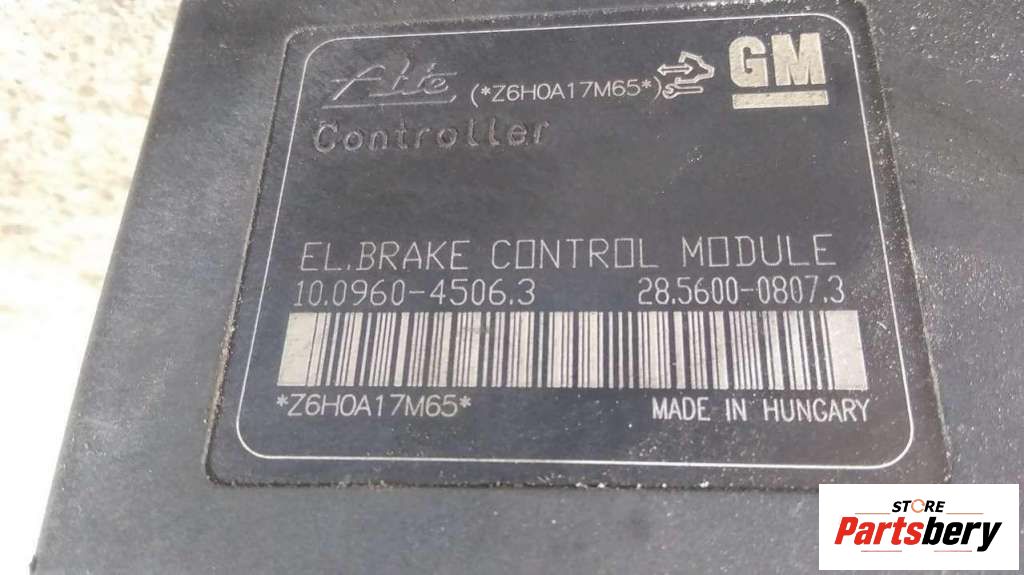 Ate (*Z6H0A17M65*) GM
Controller
EL.BRAKE CONTROL MODULE
10.0960-4506.3 28.5600-0807.3
*Z6H0A17M65* MADE IN HUNGARY
STORE
Partsbery